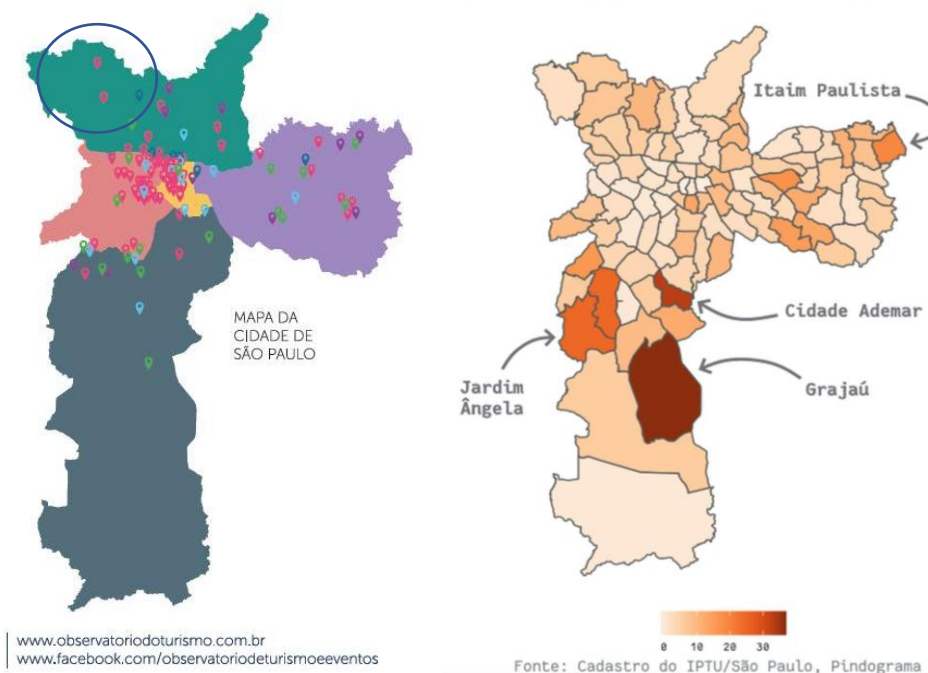 MAPA DA
CIDADE DE
SÃO PAULO
www.observatoriodoturismo.com.br
www.facebook.com/observatoriodeturismoeeventos
Itaim Paulista
Cidade Ademar
Grajaú
Jardim
Ângela
0 10 20 30
Fonte: Cadastro do IPTU/São Paulo, Pindograma